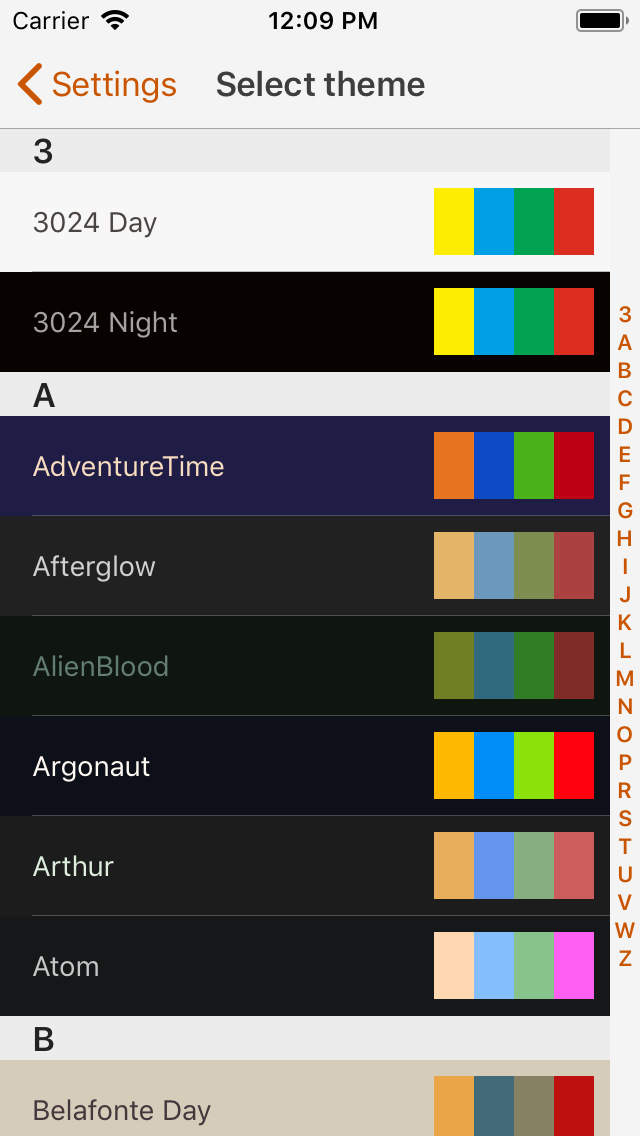 Carrier 12:09 PM
Settings Select theme
3
3024 Day
3024 Night
A
AdventureTime
Afterglow
AlienBlood
Argonaut
Arthur
Atom
B
Belafonte Day
3
A
B
C
D
E
F
G
H
I
J
K
L
M
N
O
P
R
S
T
U
V
W
Z